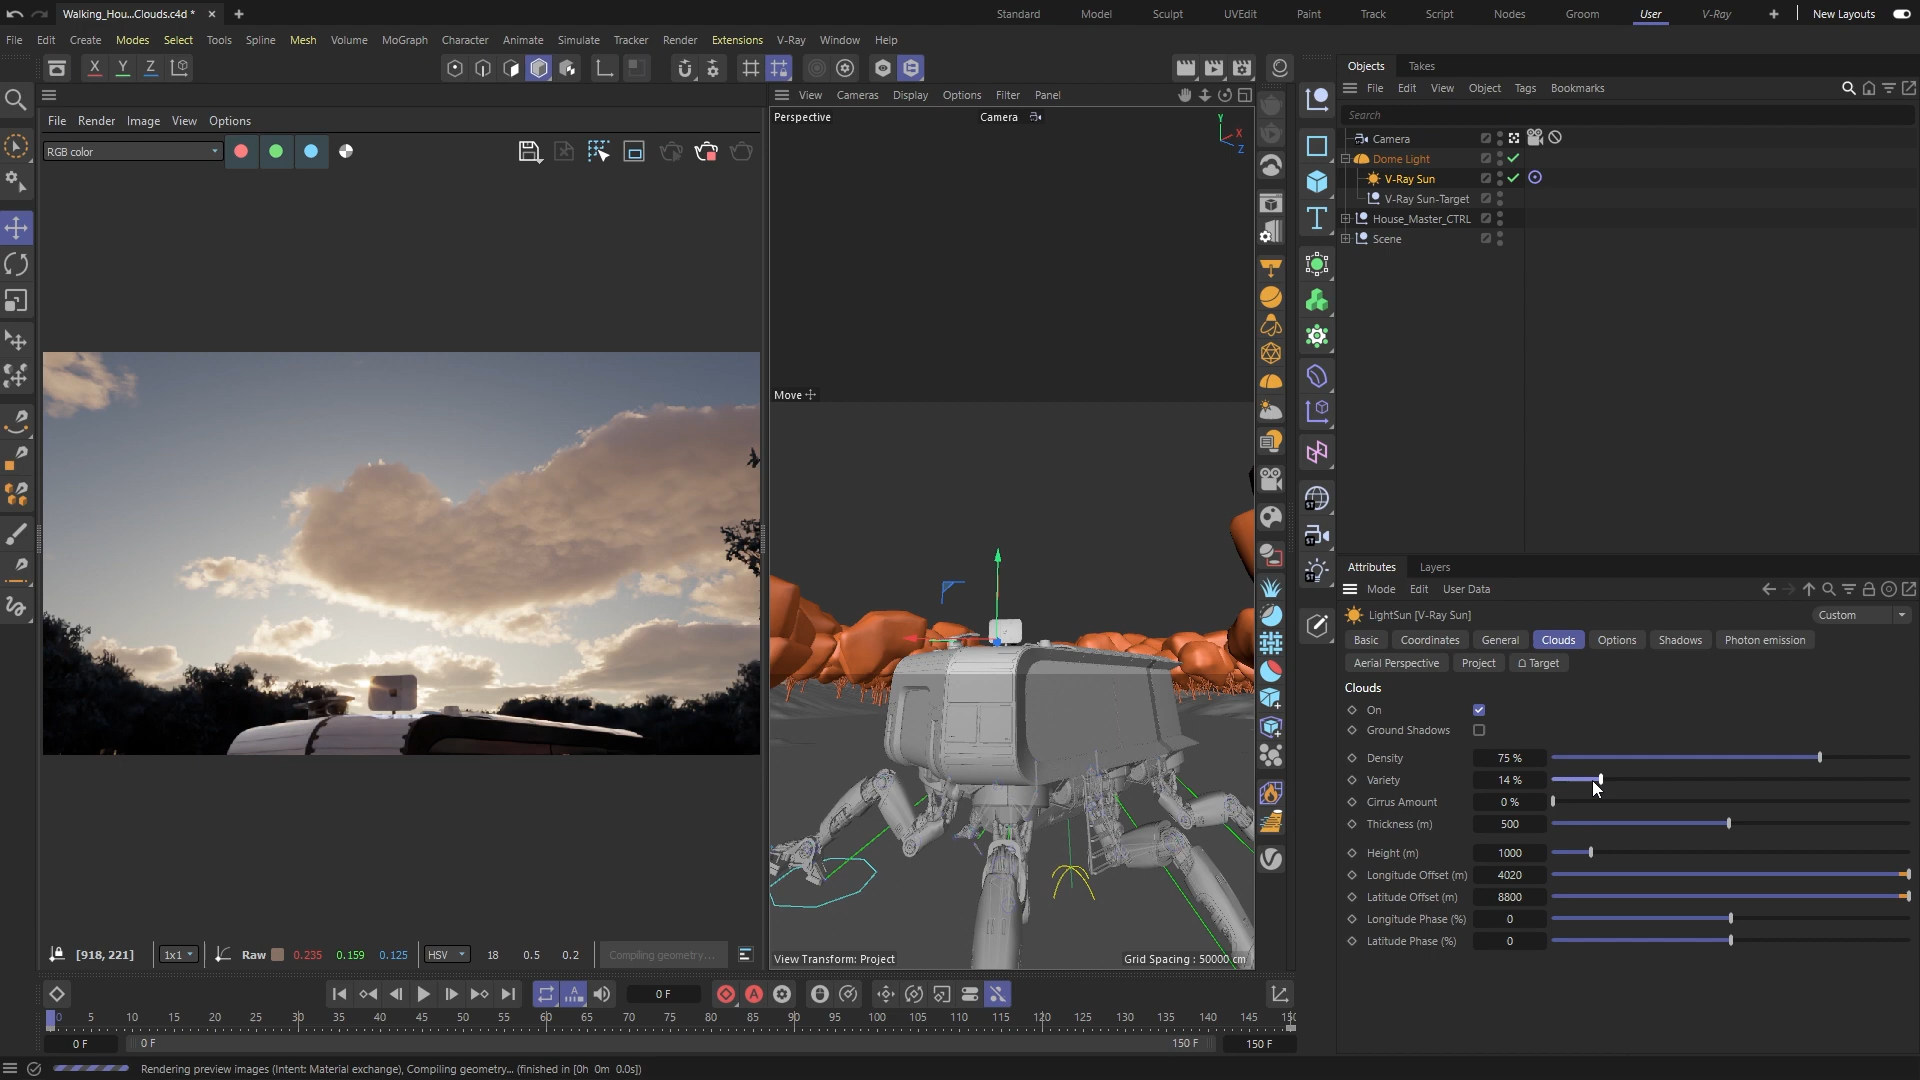 Walking_Hou...Clouds.c4d *
Standard Model Sculpt UVEdit Paint Track Script Nodes Groom User V-Ray New Layouts
File Edit Create Modes Select Tools Spline Mesh Volume MoGraph Character Animate Simulate Tracker Render Extensions V-Ray Window Help
X Y Z
File Render Image View Options
RGB color
View Cameras Display Options Filter Panel
Perspective
Camera
Y
X
Z
Move
View Transform: Project
Grid Spacing : 50000 cm
T
ST
ST
ST
[918, 221] 1x1 Raw 0.235 0.159 0.125 HSV 18 0.5 0.2 Compiling geometry...
A
0 F
A
0 5 10 15 20 25 30 35 40 45 50 55 60 65 70 75 80 85 90 95 100 105 110 115 120 125 130 135 140 145 15(
0 F 0 F 150 F 150 F
Rendering preview images (Intent: Material exchange), Compiling geometry... (finished in [0h 0m 0.0s])
Objects Takes
File Edit View Object Tags Bookmarks
Search
Camera
Dome Light
V-Ray Sun
V-Ray Sun-Target
House_Master_CTRL
Scene
Attributes Layers
Mode Edit User Data
LightSun [V-Ray Sun]
Custom
Basic Coordinates General Clouds Options Shadows Photon emission
Aerial Perspective Project Target
Clouds
On
Ground Shadows
Density 75 %
Variety 14 %
Cirrus Amount 0 %
Thickness (m) 500
Height (m) 1000
Longitude Offset (m) 4020
Latitude Offset (m) 8800
Longitude Phase (%) 0
Latitude Phase (%) 0